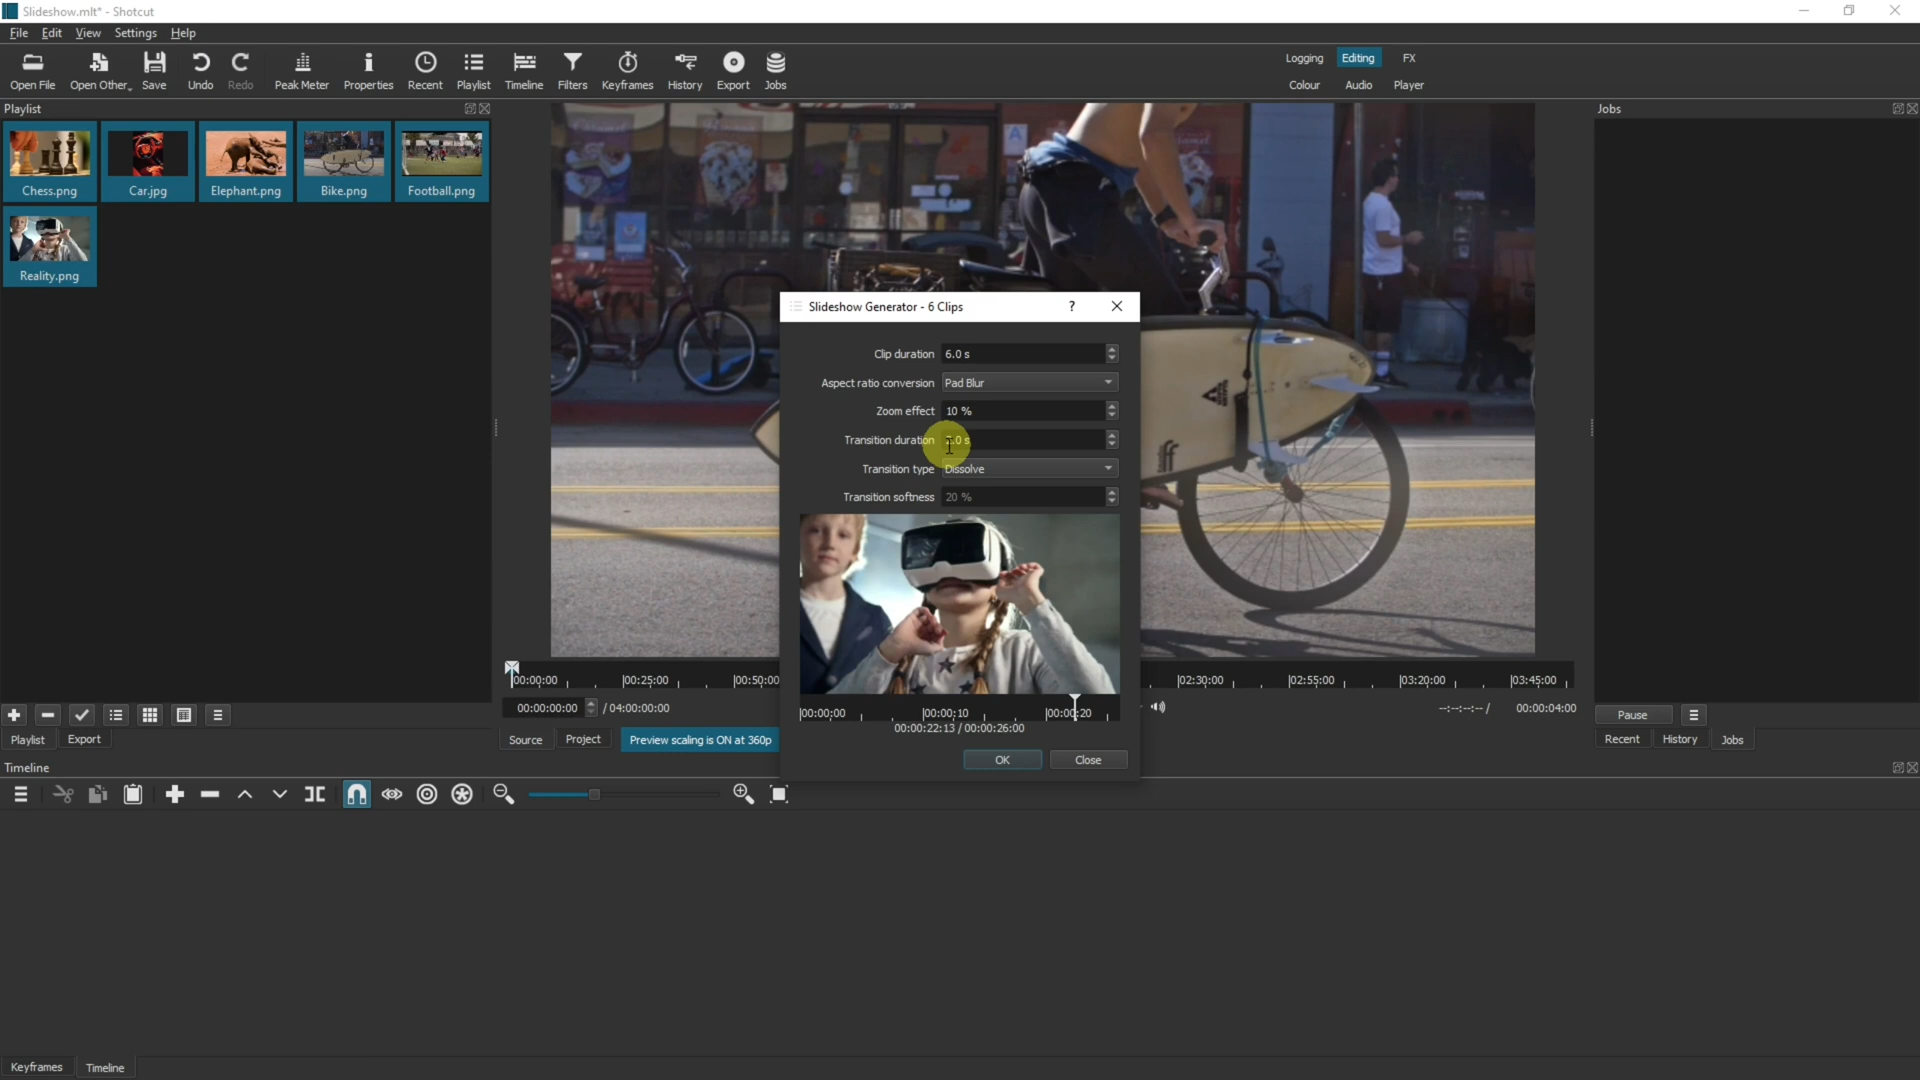 Slideshow.mlt* - Shotcut
File Edit View Settings Help
Open File Open Other Save Undo Redo Peak Meter Properties Recent Playlist Timeline Filters Keyframes History Export Jobs
Logging Editing FX
Colour Audio Player
Playlist
Jobs
Chess.png Car.jpg Elephant.png Bike.png Football.png
Reality.png
Slideshow Generator - 6 Clips ?
Clip duration 6.0 s
Aspect ratio conversion Pad Blur
Zoom effect 10 %
Transition duration
Transition type Dissolve
Transition softness 20 %
00:00:00 00:25:00 00:50:00 02:30:00 02:55:00 03:20:00 03:45:00
00:00:00:00 / 04:00:00:00
--:--:--:-- / 00:00:04:00
00:00:00 00:00:10 00:00:20
00:00:22:13 / 00:00:26:00
OK Close
Pause
Playlist Export
Source Project Preview scaling is ON at 360p
Recent History Jobs
Timeline
Keyframes Timeline